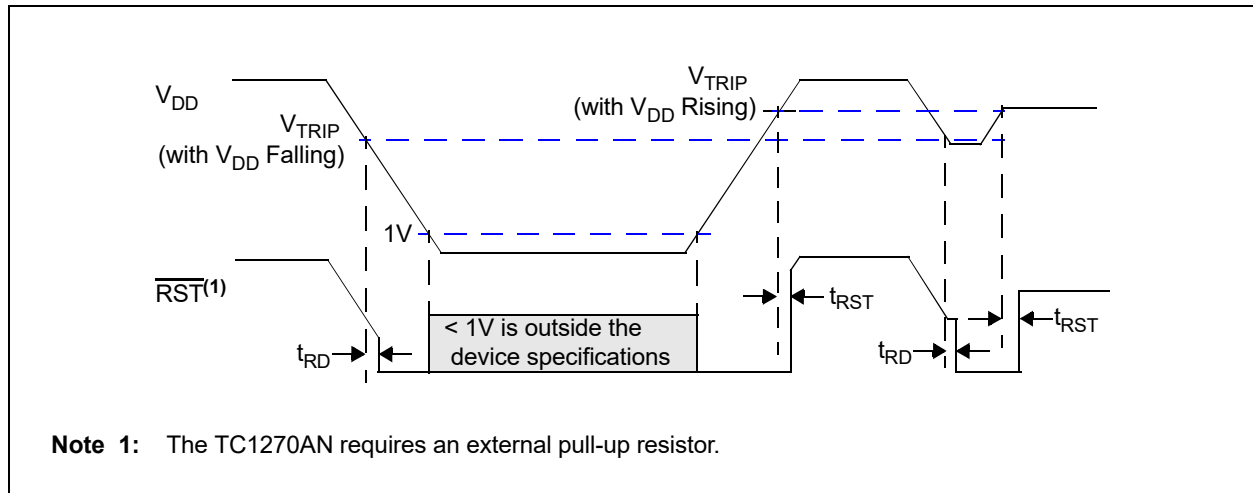 V_DD
V_TRIP
(with V_DD Falling)
V_TRIP
(with V_DD Rising)
1V
R̅S̅T̅(1)
< 1V is outside the
device specifications
t_RD
t_RST
t_RD
t_RST
Note 1: The TC1270AN requires an external pull-up resistor.